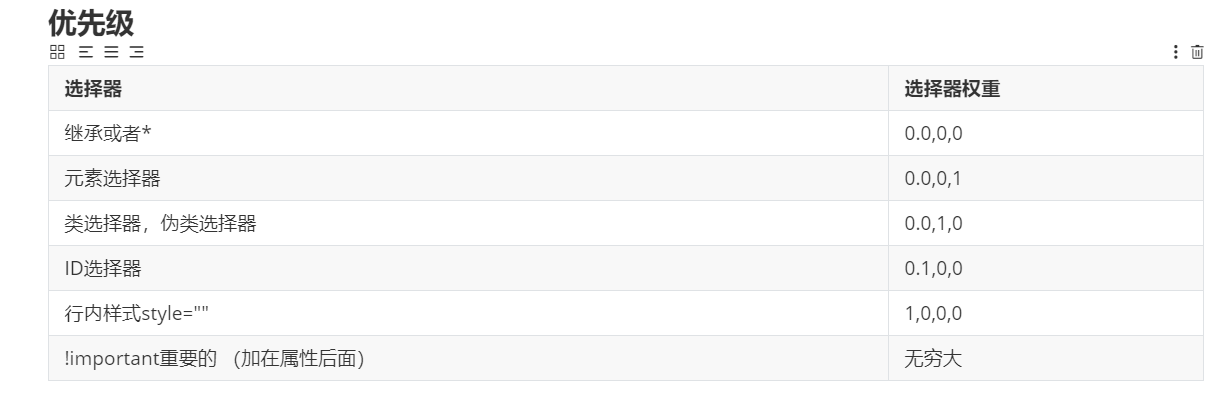 优先级
选择器 选择器权重
继承或者* 0.0,0,0
元素选择器 0.0,0,1
类选择器，伪类选择器 0.0,1,0
ID选择器 0.1,0,0
行内样式style="" 1,0,0,0
!important重要的 （加在属性后面） 无穷大